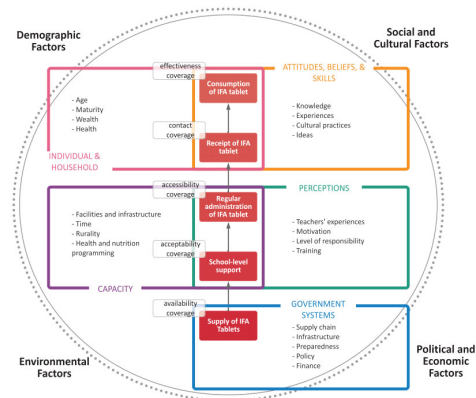 Demographic
Factors
Social and
Cultural Factors
effectiveness
coverage
Consumption
of IFA tablet
ATTITUDES, BELIEFS, &
SKILLS
- Age
- Maturity
- Wealth
- Health
- Knowledge
- Experiences
- Cultural practices
- Ideas
contact
coverage
Receipt of IFA
tablet
INDIVIDUAL
& HOUSEHOLD
accessibility
coverage
Regular
administration
of IFA tablet
PERCEPTIONS
- Facilities and infrastructure
- Time
- Rurality
- Health and nutrition
programming
- Teachers' experiences
- Motivation
- Level of responsibility
- Training
acceptability
coverage
School-level
support
CAPACITY
availability
coverage
Supply of IFA
Tablets
GOVERNMENT
SYSTEMS
- Supply chain
- Infrastructure
- Preparedness
- Policy
- Finance
Environmental
Factors
Political and
Economic
Factors